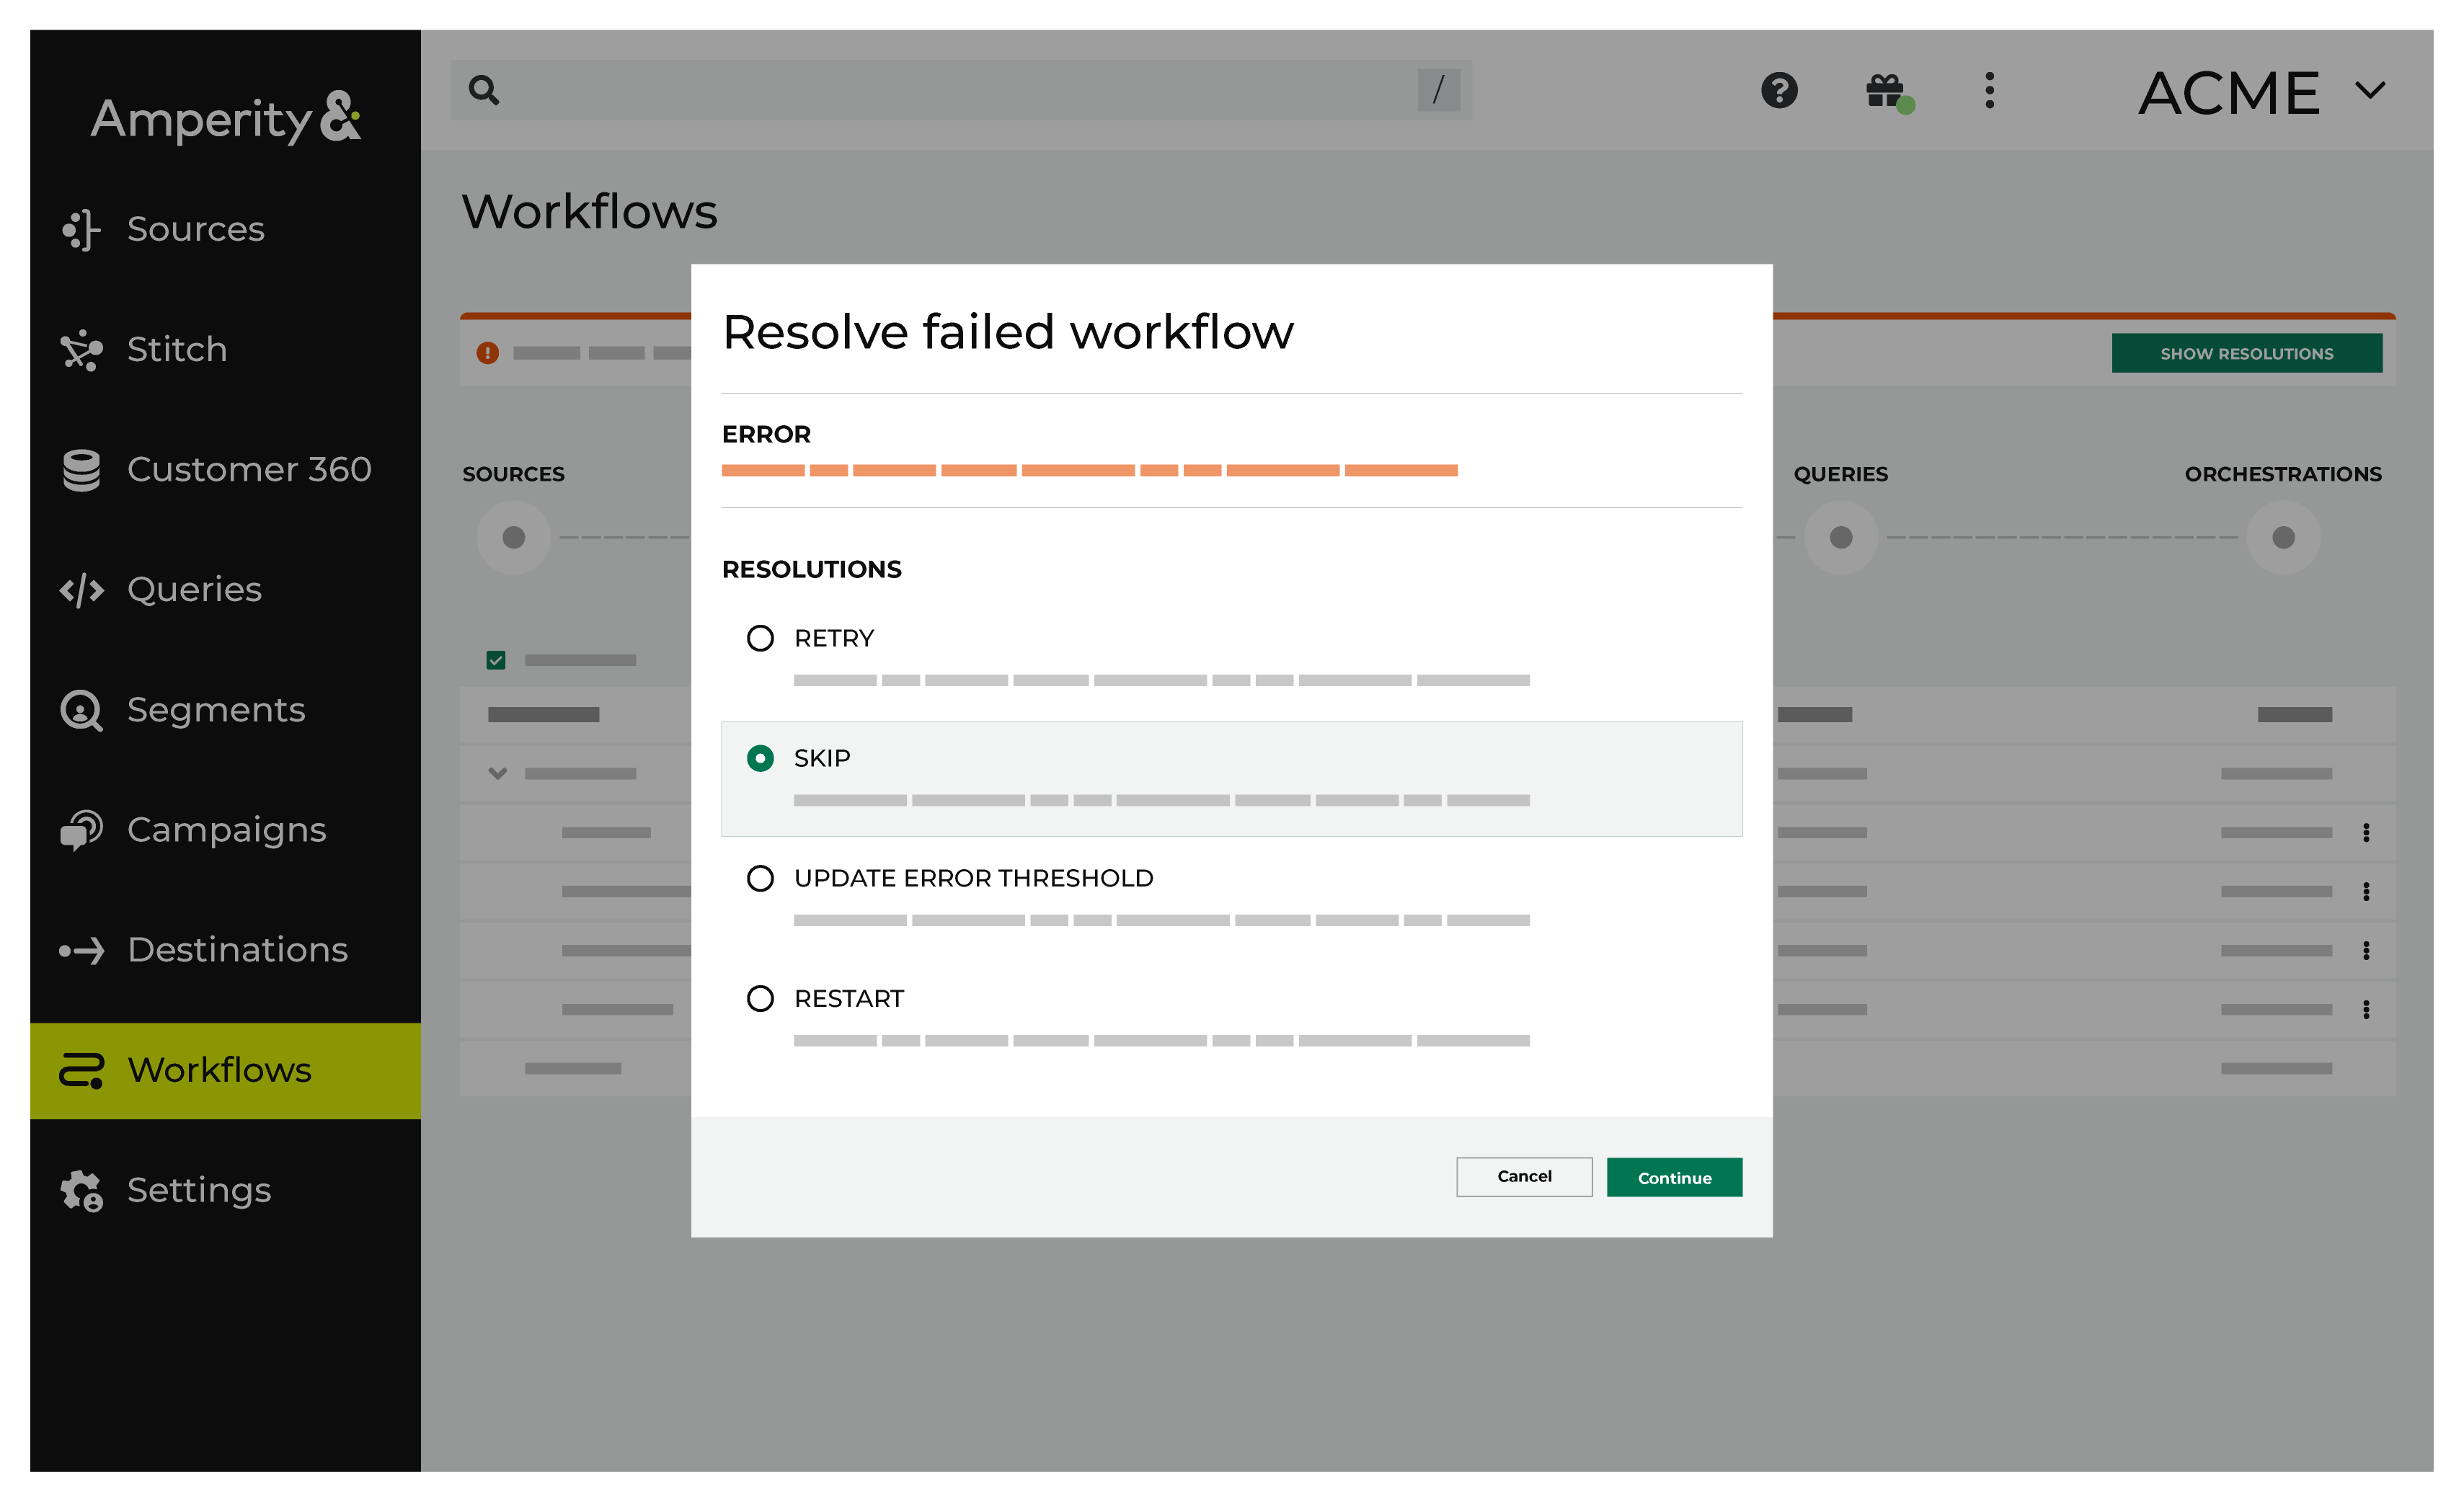 Amperity&
/
?
ACME
Sources
Stitch
Customer 360
Queries
Segments
Campaigns
Destinations
Workflows
Settings
Workflows
SHOW RESOLUTIONS
SOURCES
QUERIES
ORCHESTRATIONS
Resolve failed workflow
ERROR
RESOLUTIONS
RETRY
SKIP
UPDATE ERROR THRESHOLD
RESTART
Cancel
Continue